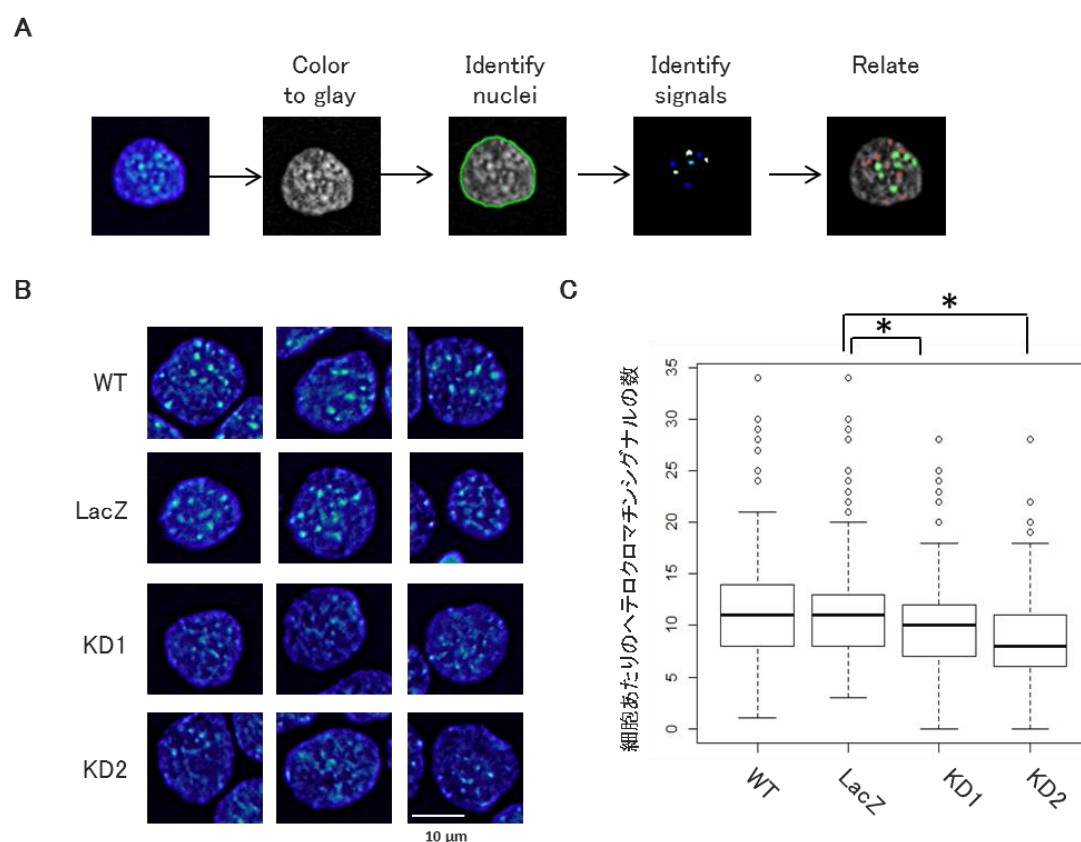 A
Color
to glay
Identify
nuclei
Identify
signals
Relate
B
WT
LacZ
KD1
KD2
10 μm
C
*
*
細胞あたりのヘテロクロマチンシグナルの数
35
30
25
20
15
10
5
0
WT
LacZ
KD1
KD2